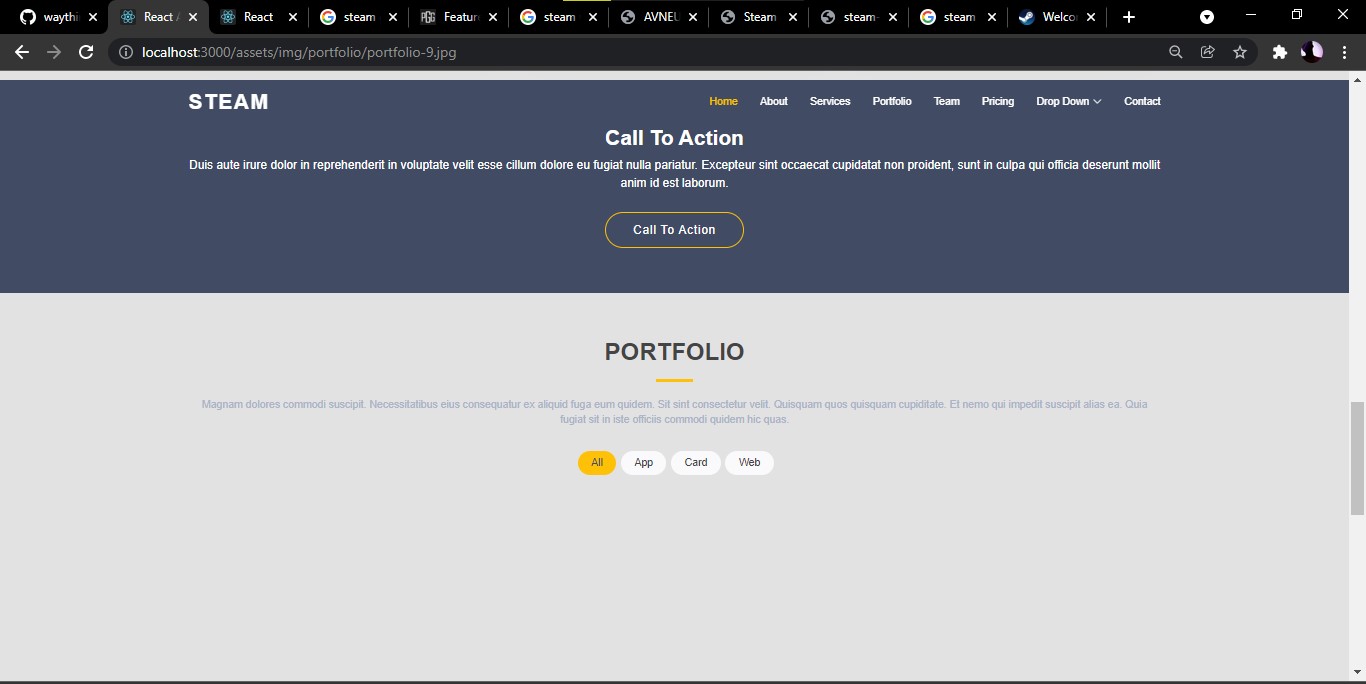 waythi
React A
React
steam
Featur
steam
AVNEU
Steam
steam-
steam
Welco
localhost:3000/assets/img/portfolio/portfolio-9.jpg
STEAM
Home About Services Portfolio Team Pricing Drop Down Contact
Call To Action
Duis aute irure dolor in reprehenderit in voluptate velit esse cillum dolore eu fugiat nulla pariatur. Excepteur sint occaecat cupidatat non proident, sunt in culpa qui officia deserunt mollit
anim id est laborum.
Call To Action
PORTFOLIO
Magnam dolores commodi suscipit. Necessitatibus eius consequatur ex aliquid fuga eum quidem. Sit sint consectetur velit. Quisquam quos quisquam cupiditate. Et nemo qui impedit suscipit alias ea. Quia
fugiat sit in iste officiis commodi quidem hic quas.
All App Card Web